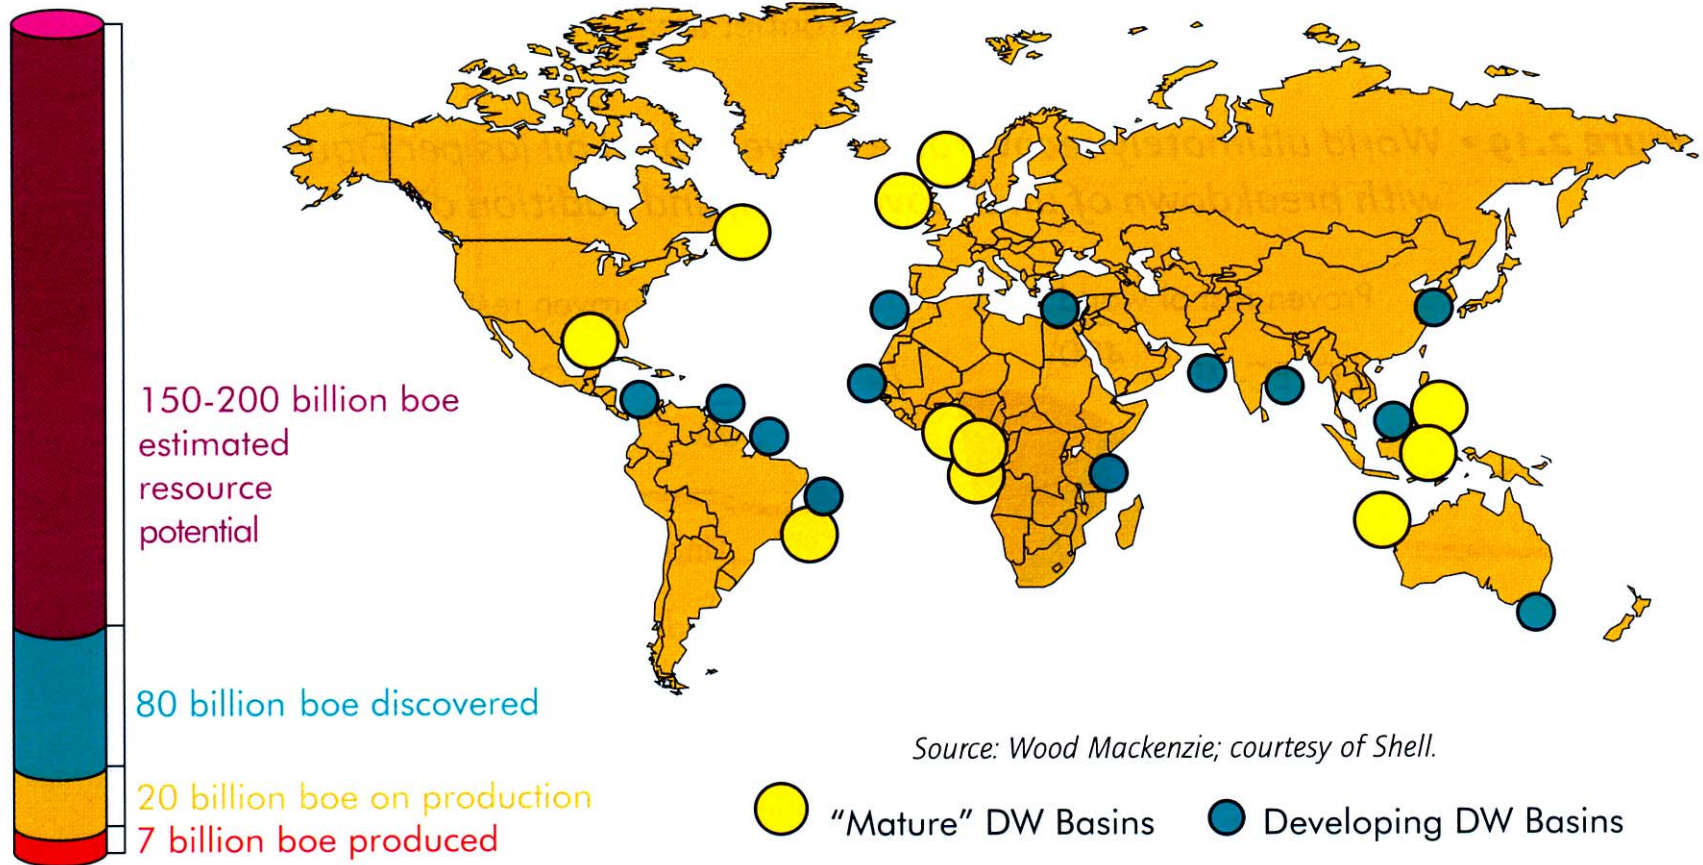 150-200 billion boe
estimated
resource
potential
80 billion boe discovered
20 billion boe on production
7 billion boe produced
Source: Wood Mackenzie; courtesy of Shell.
"Mature" DW Basins
Developing DW Basins